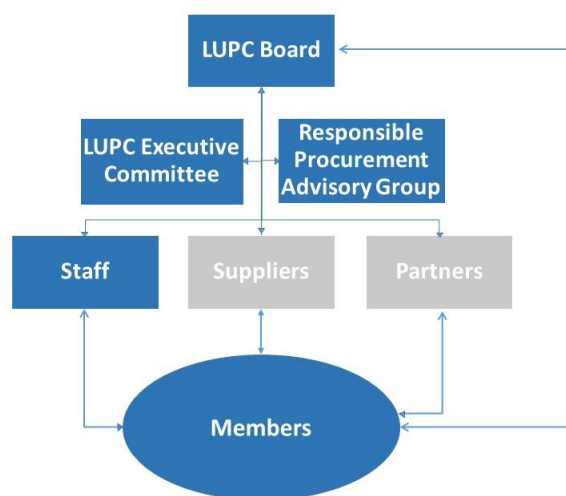 LUPC Board
LUPC Executive
Committee
Responsible
Procurement
Advisory Group
Staff
Suppliers
Partners
Members